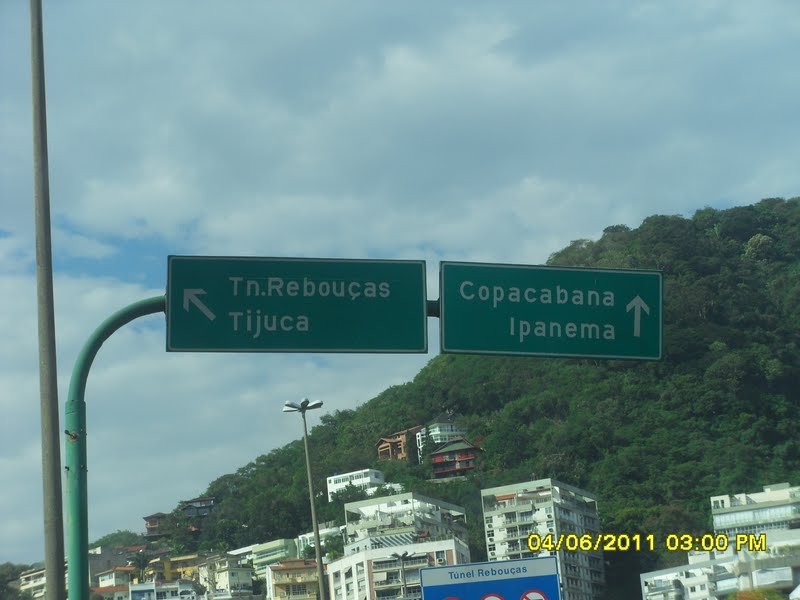 Tn.Rebouças
Tijuca
Copacabana
Ipanema
Túnel Rebouças
04/06/2011 03:00 PM